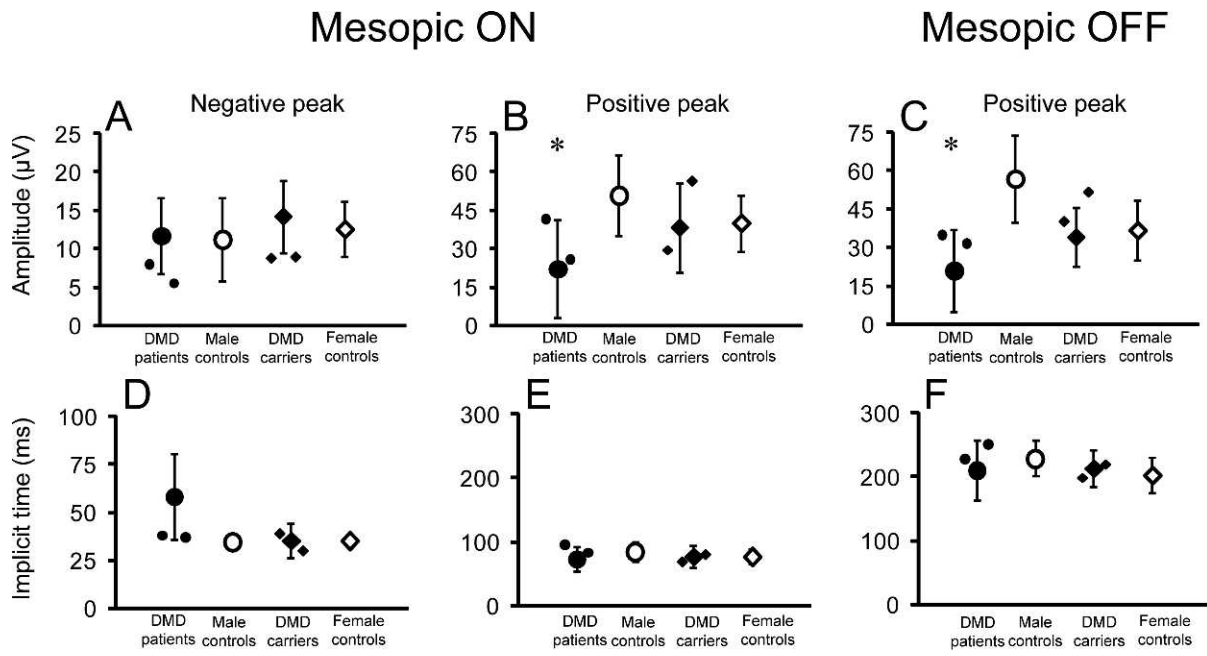 Mesopic ON
Mesopic OFF
A
Negative peak
B
Positive peak
C
Positive peak
Amplitude (µV)
25
20
15
10
5
0
75
60
45
30
15
0
*
75
60
45
30
15
0
*
DMD patients
Male controls
DMD carriers
Female controls
DMD patients
Male controls
DMD carriers
Female controls
DMD patients
Male controls
DMD carriers
Female controls
D
E
F
Implicit time (ms)
100
75
50
25
0
300
200
100
0
300
200
100
0
DMD patients
Male controls
DMD carriers
Female controls
DMD patients
Male controls
DMD carriers
Female controls
DMD patients
Male controls
DMD carriers
Female controls